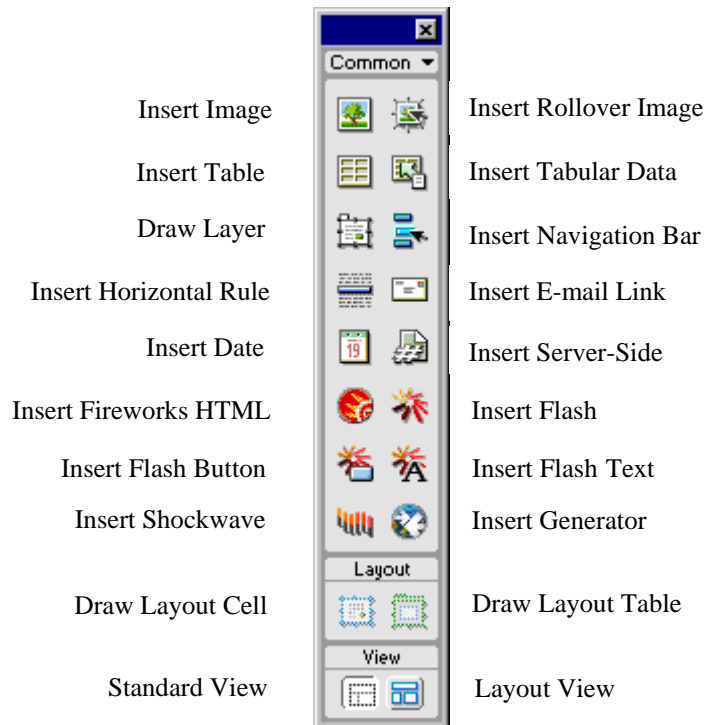 Common
Insert Image
Insert Rollover Image
Insert Table
Insert Tabular Data
Draw Layer
Insert Navigation Bar
Insert Horizontal Rule
Insert E-mail Link
Insert Date
19
Insert Server-Side
Insert Fireworks HTML
Insert Flash
Insert Flash Button
Insert Flash Text
A
Insert Shockwave
Insert Generator
Layout
Draw Layout Cell
Draw Layout Table
View
Standard View
Layout View